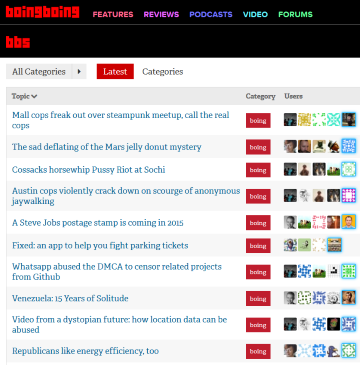 boingboing FEATURES REVIEWS PODCASTS VIDEO FORUMS
bbs
All Categories Latest Categories
Topic Category Users
Mall cops freak out over steampunk meetup, call the real
cops
boing
The sad deflating of the Mars jelly donut mystery boing
Cossacks horsewhip Pussy Riot at Sochi boing
Austin cops violently crack down on scourge of anonymous
jaywalking
boing
A Steve Jobs postage stamp is coming in 2015 boing
Fixed: an app to help you fight parking tickets boing
Whatsapp abused the DMCA to censor related projects
from Github
boing
Venezuela: 15 Years of Solitude boing
Video from a dystopian future: how location data can be
abused
boing
Republicans like energy efficiency, too boing